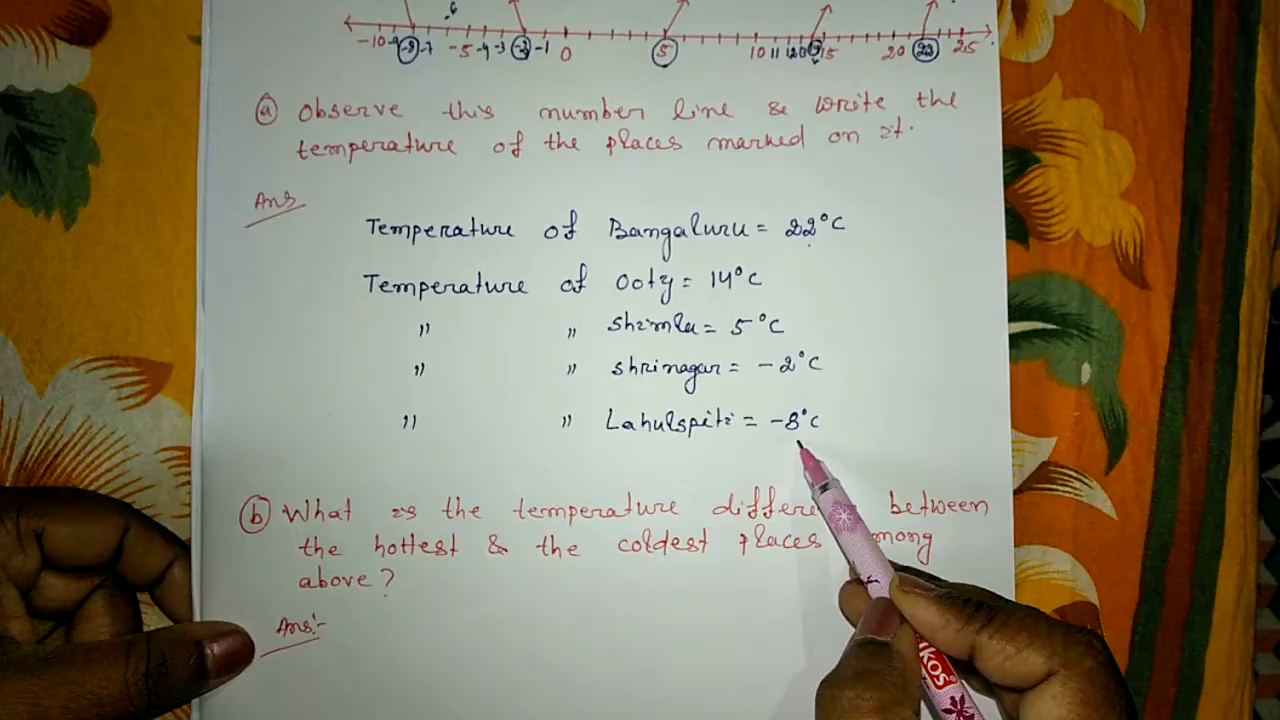 -10 -9 -8 -7 -5 -4 -3 -2 -1 0 5 10 11 12 15 20 22 25
(a) Observe this number line & write the
temperature of the places marked on it.
Ans
Temperature of Bangaluru = 22°C
Temperature of Ooty = 14°C
" " Shimla = 5°C
" " Shrinagar = -2°C
" " Lahulspiti = -8°C
(b) What is the temperature differe between
the hottest & the coldest places among
above?
Ans:-